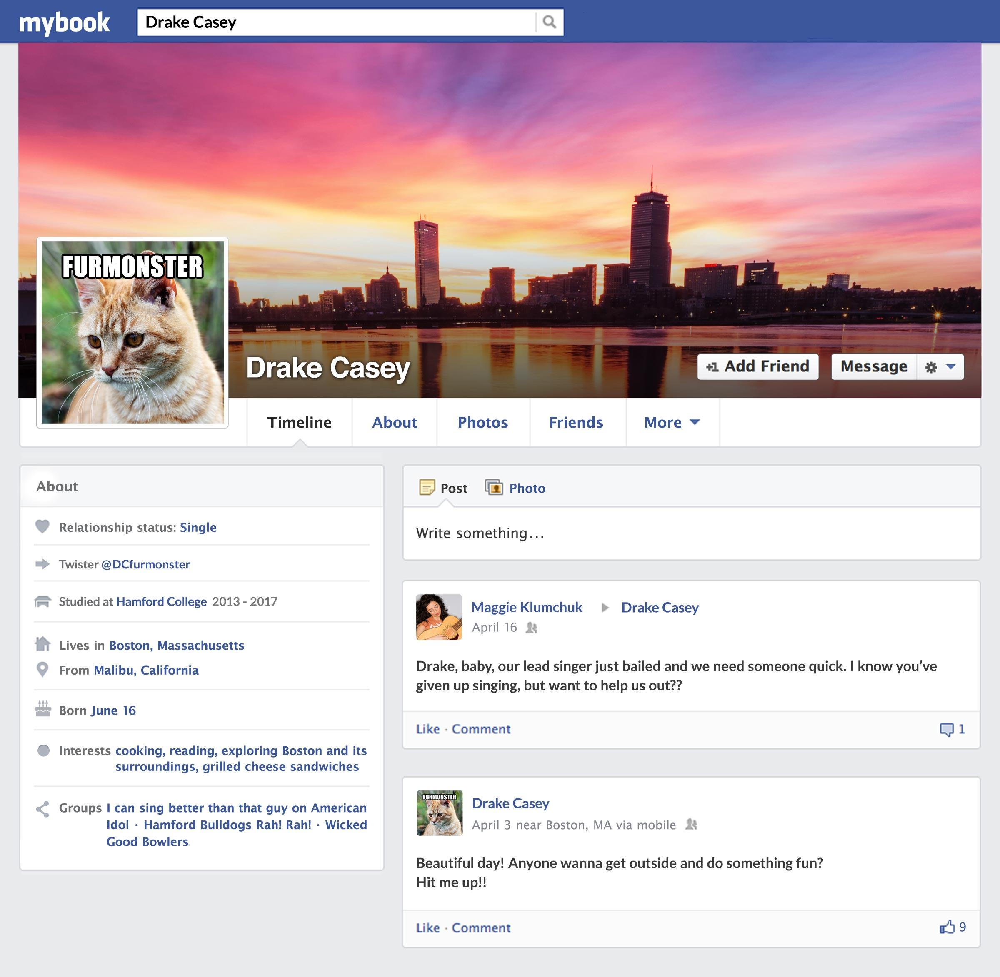 mybook
Drake Casey
FURMONSTER
Drake Casey
+1 Add Friend
Message
Timeline
About
Photos
Friends
More
About
Relationship status: Single
Twister @DCfurmonster
Studied at Hamford College 2013 - 2017
Lives in Boston, Massachusetts
From Malibu, California
Born June 16
Interests cooking, reading, exploring Boston and its
surroundings, grilled cheese sandwiches
Groups I can sing better than that guy on American
Idol · Hamford Bulldogs Rah! Rah! · Wicked
Good Bowlers
Post
Photo
Write something...
Maggie Klumchuk Drake Casey
April 16
Drake, baby, our lead singer just bailed and we need someone quick. I know you’ve
given up singing, but want to help us out??
Like · Comment
1
FURMONSTER
Drake Casey
April 3 near Boston, MA via mobile
Beautiful day! Anyone wanna get outside and do something fun?
Hit me up!!
Like · Comment
9